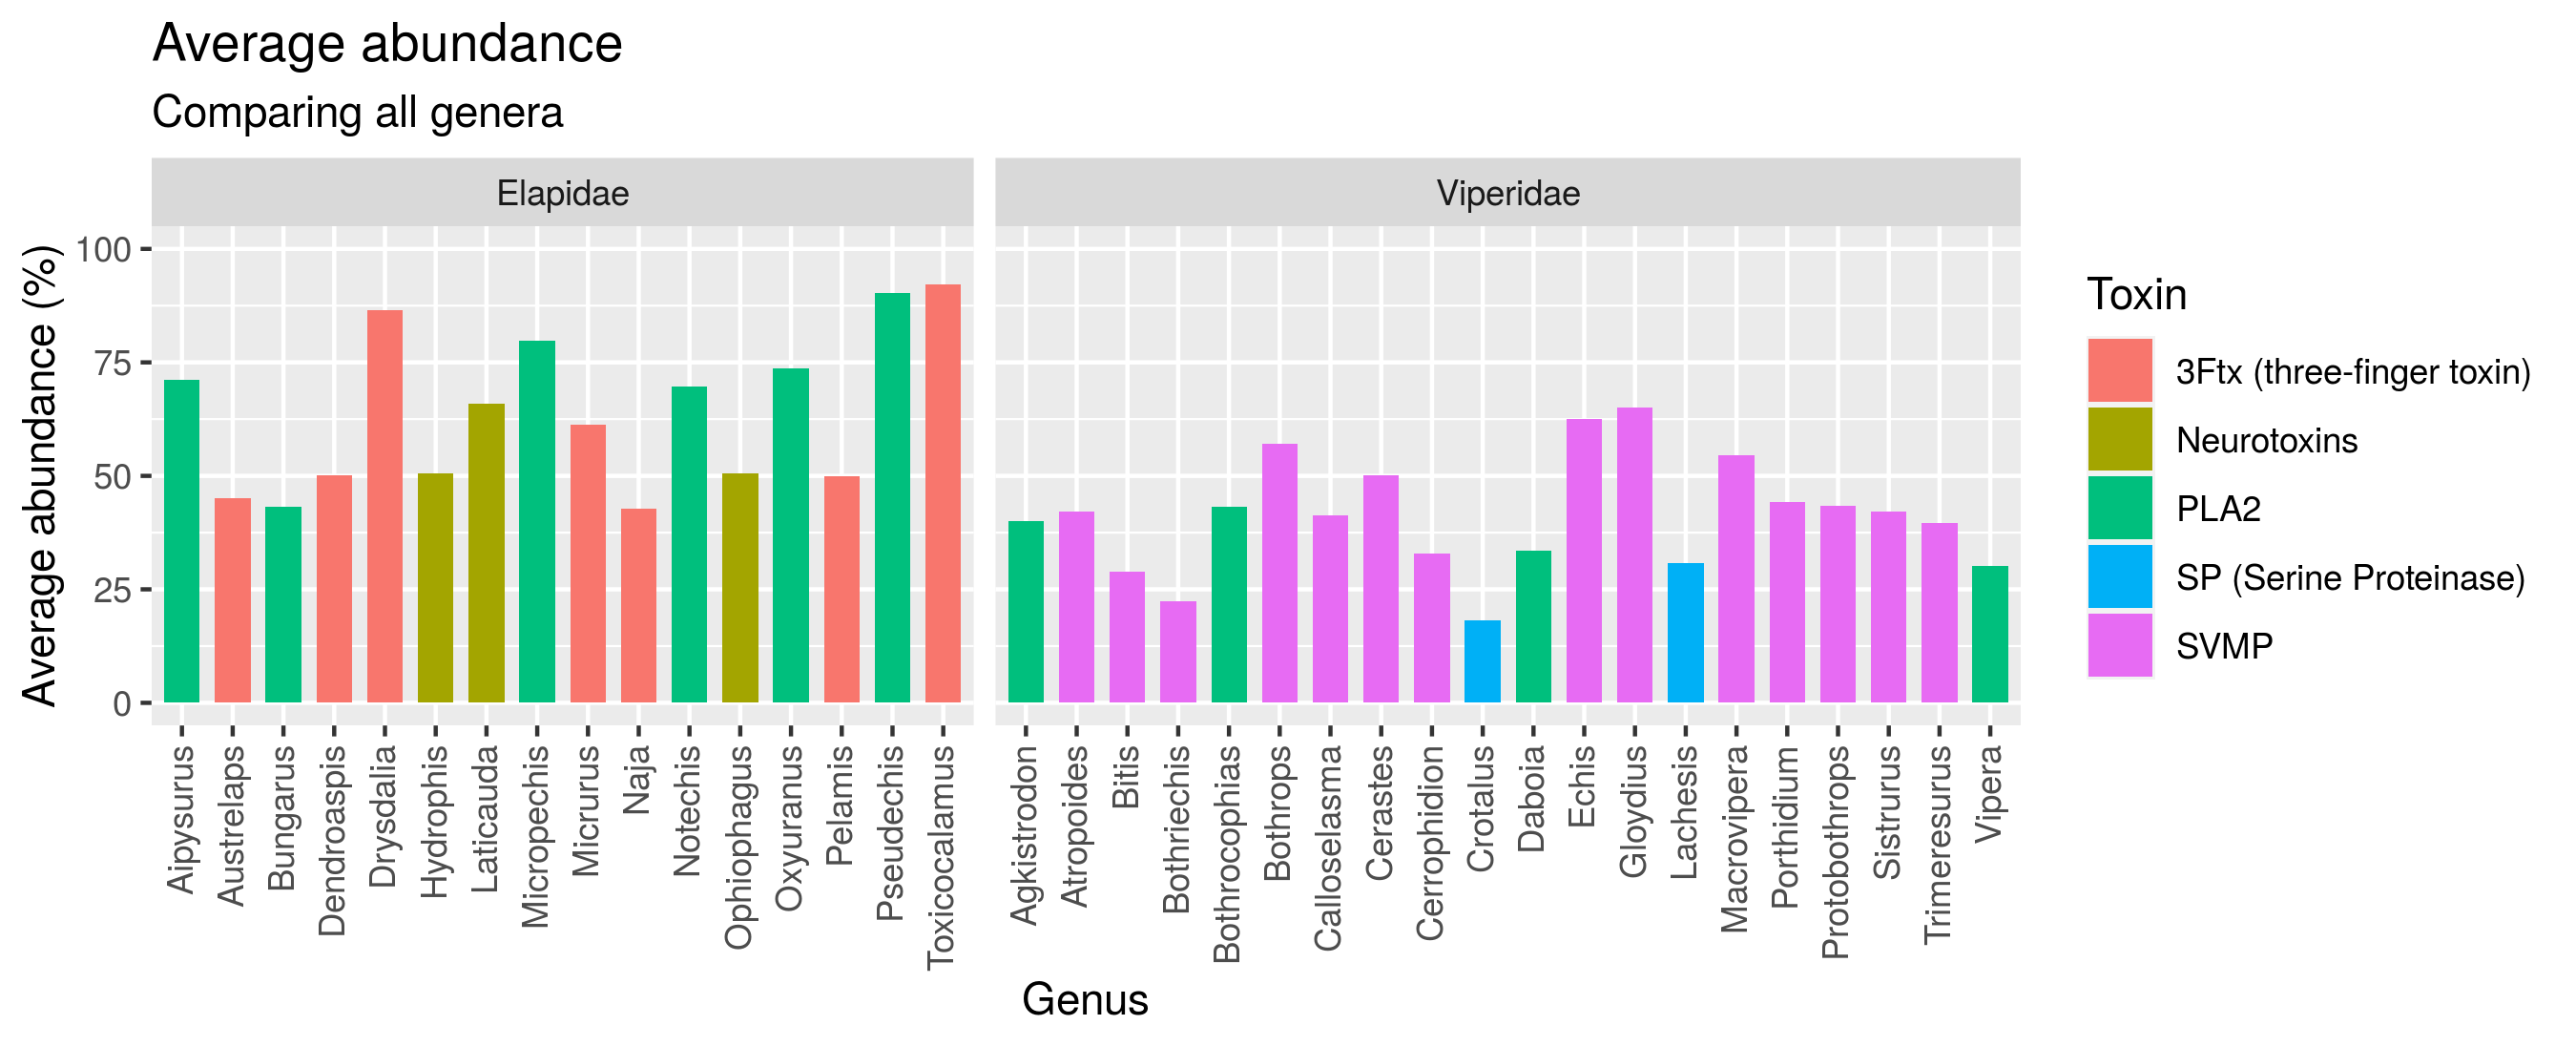 Average abundance
Comparing all genera
Elapidae
Viperidae
Average abundance (%)
100
75
50
25
0
Aipysurus
Austrelaps
Bungarus
Dendroaspis
Drysdalia
Hydrophis
Laticauda
Micropechis
Micrurus
Naja
Notechis
Ophiophagus
Oxyuranus
Pelamis
Pseudechis
Toxicocalamus
Agkistrodon
Atropoides
Bitis
Bothriechis
Bothrocophias
Bothrops
Calloselasma
Cerastes
Cerrophidion
Crotalus
Daboia
Echis
Gloydius
Lachesis
Macrovipera
Porthidium
Protobothrops
Sistrurus
Trimeresurus
Vipera
Genus
Toxin
3Ftx (three-finger toxin)
Neurotoxins
PLA2
SP (Serine Proteinase)
SVMP